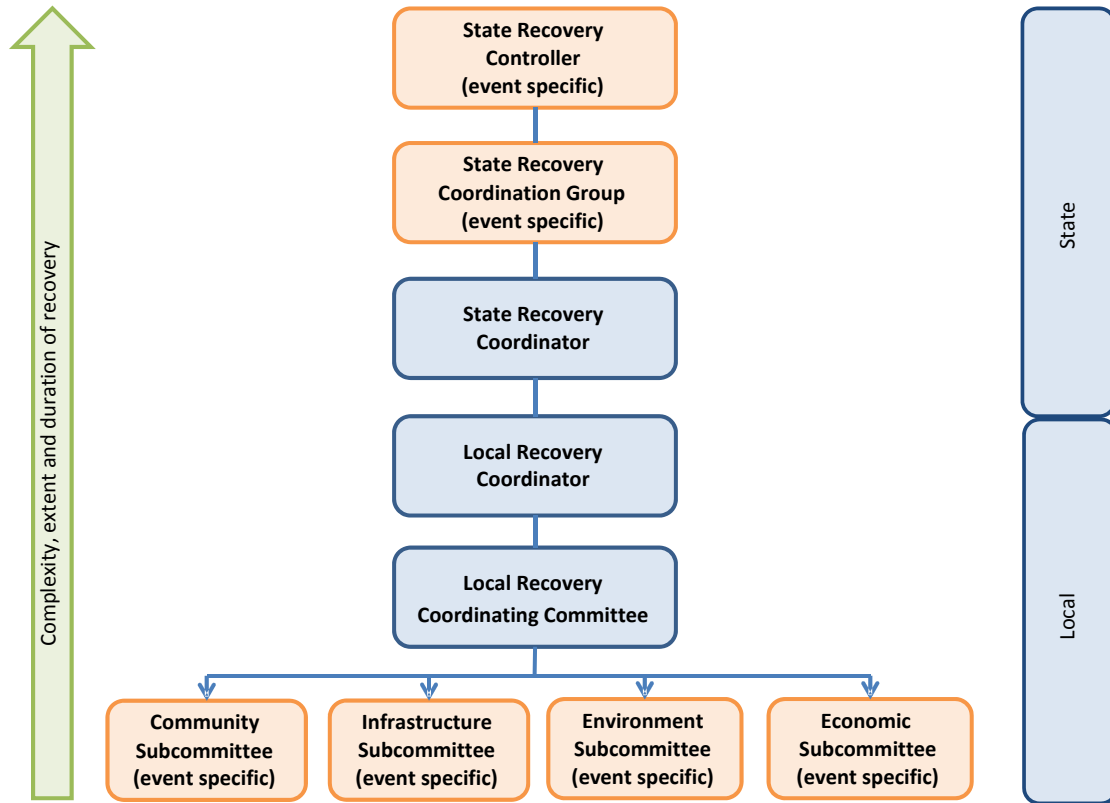 State Recovery
Controller
(event specific)
State Recovery
Coordination Group
(event specific)
State Recovery
Coordinator
Local Recovery
Coordinator
Local Recovery
Coordinating Committee
Community
Subcommittee
(event specific)
Infrastructure
Subcommittee
(event specific)
Environment
Subcommittee
(event specific)
Economic
Subcommittee
(event specific)
Complexity, extent and duration of recovery
State
Local